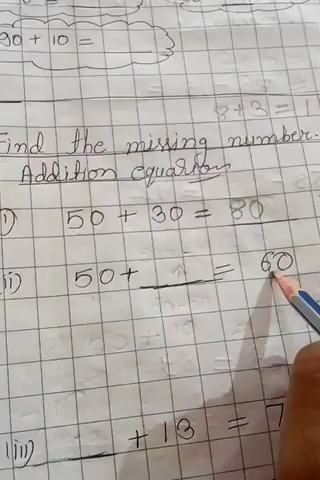 90 + 10 =
8+3 = 1
Find the missing number.
Addition equation
i) 50 + 30 = 80
ii) 50 + ___ = 60
iii) ___ + 13 = 7